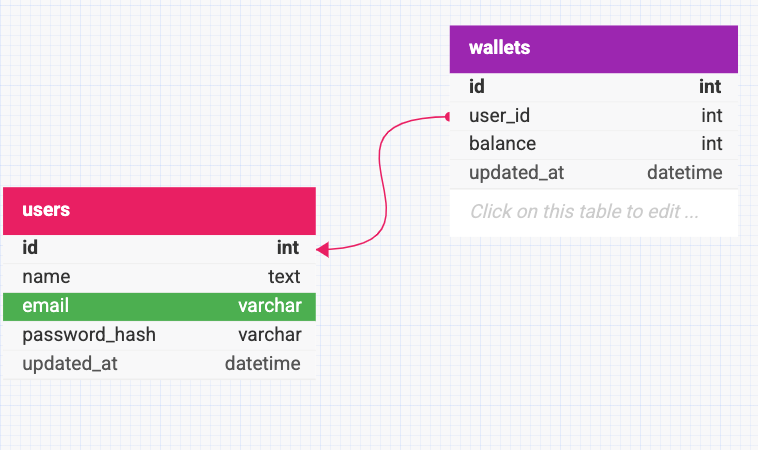 wallets
id int
user_id int
balance int
updated_at datetime
Click on this table to edit ...
users
id int
name text
email varchar
password_hash varchar
updated_at datetime